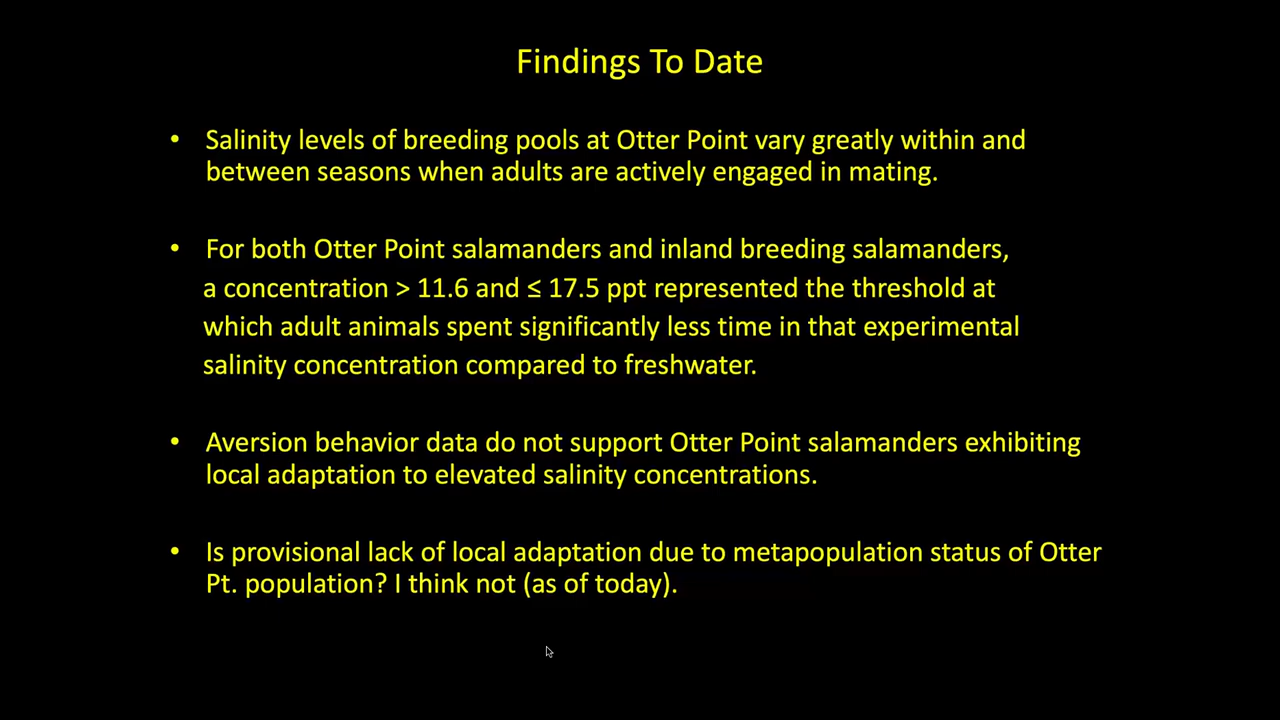 Findings To Date
• Salinity levels of breeding pools at Otter Point vary greatly within and
between seasons when adults are actively engaged in mating.
• For both Otter Point salamanders and inland breeding salamanders,
a concentration > 11.6 and ≤ 17.5 ppt represented the threshold at
which adult animals spent significantly less time in that experimental
salinity concentration compared to freshwater.
• Aversion behavior data do not support Otter Point salamanders exhibiting
local adaptation to elevated salinity concentrations.
• Is provisional lack of local adaptation due to metapopulation status of Otter
Pt. population? I think not (as of today).